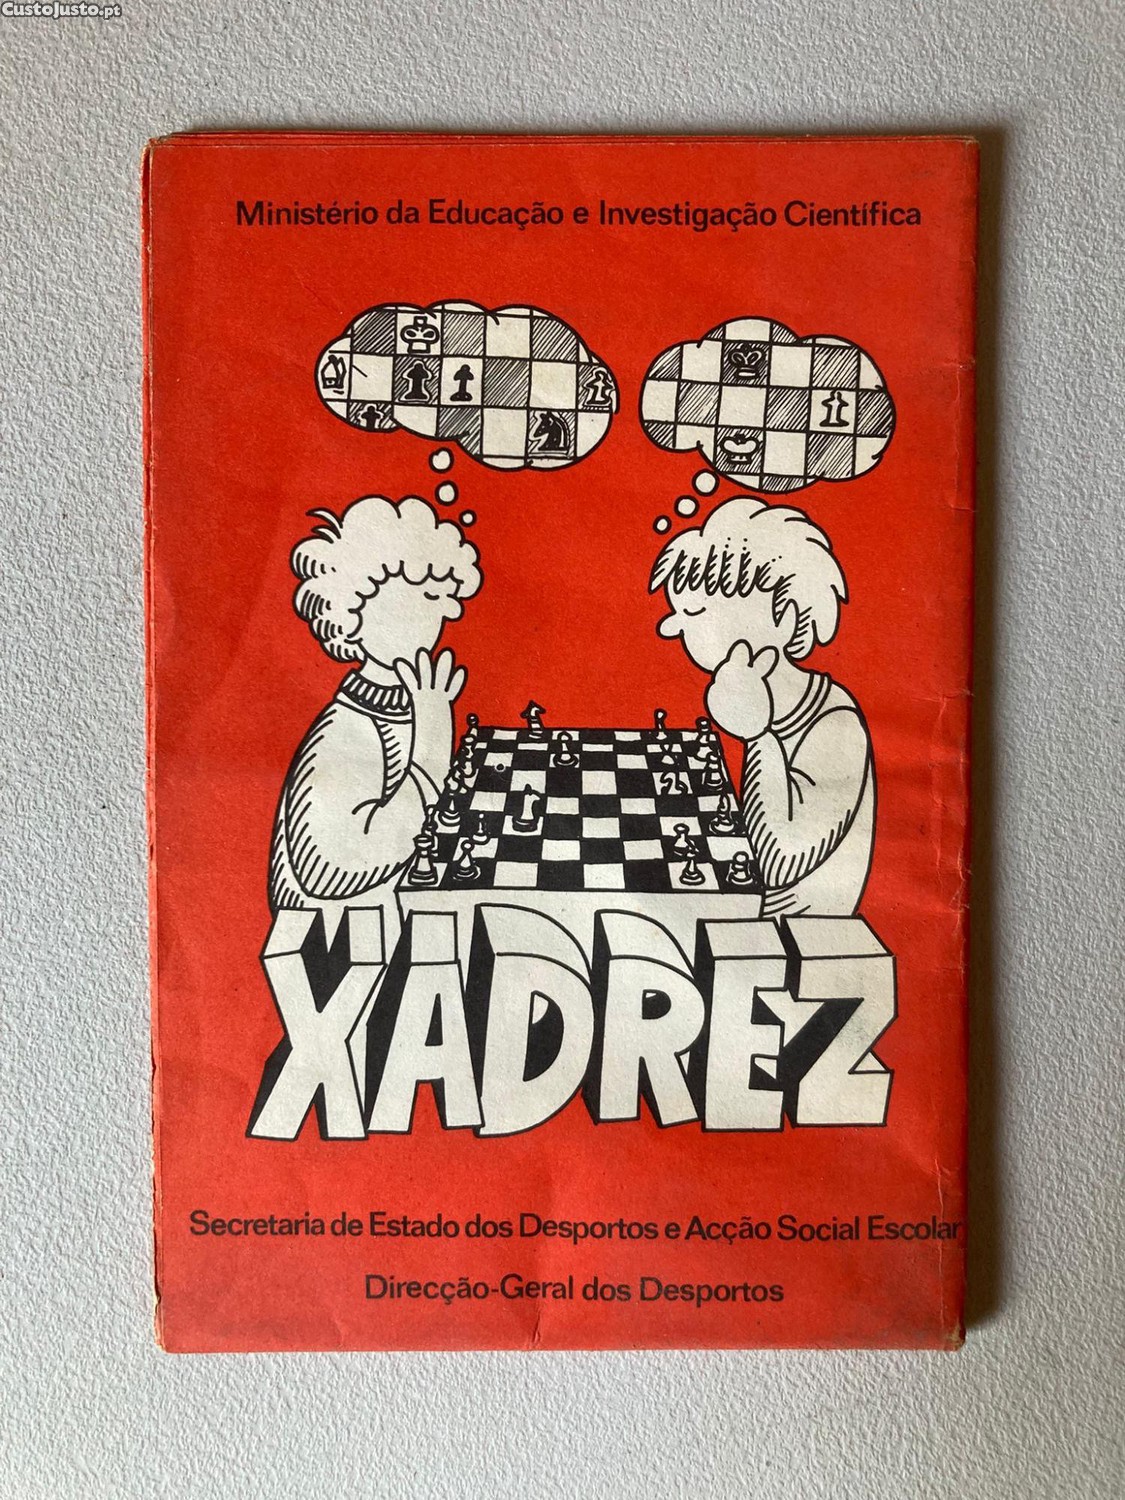 CustoJusto.pt
Ministério da Educação e Investigação Científica
XADREZ
Secretaria de Estado dos Desportos e Acção Social Escolar
Direcção-Geral dos Desportos